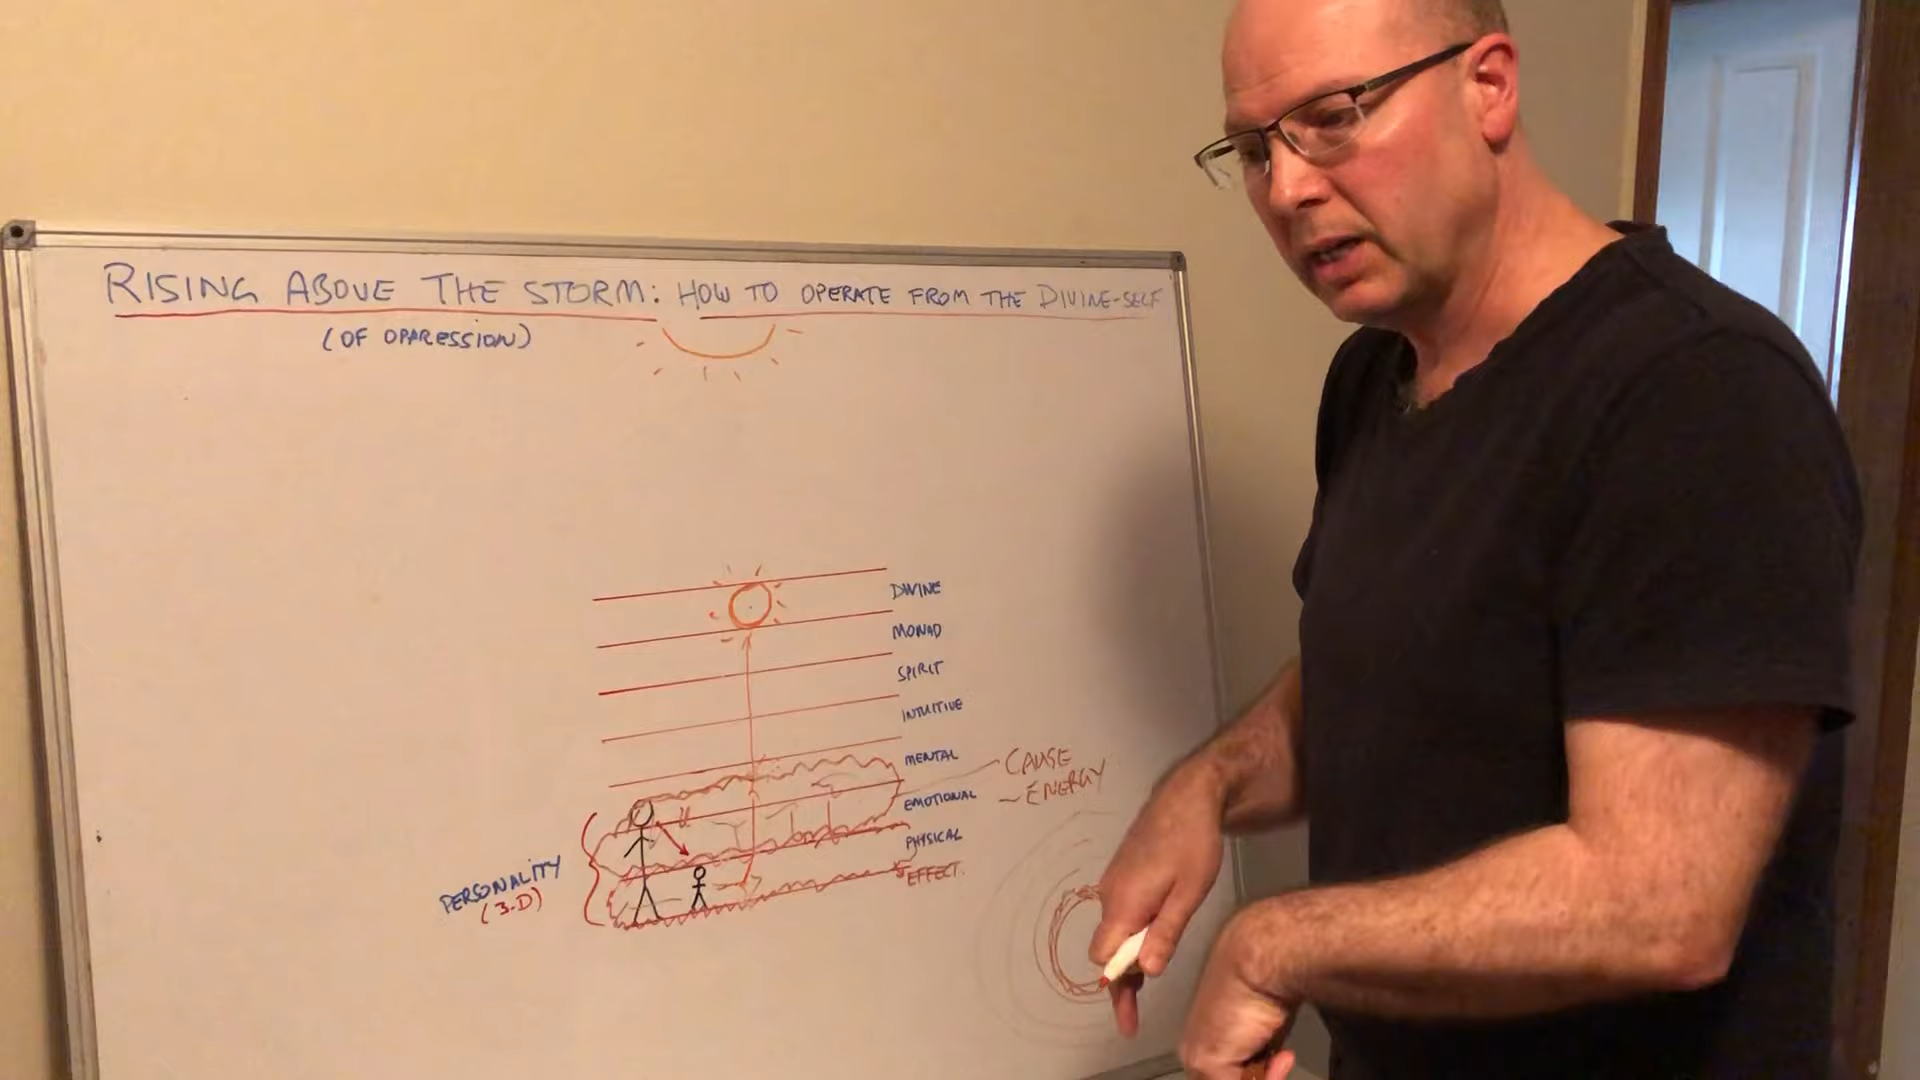 RISING ABOVE THE STORM: HOW TO OPERATE FROM THE DIVINE-SELF
(OF OPPRESSION)
DIVINE
MONAD
SPIRIT
INTUITIVE
MENTAL
CAUSE
EMOTIONAL
ENERGY
PHYSICAL
EFFECT.
PERSONALITY
(3-D)